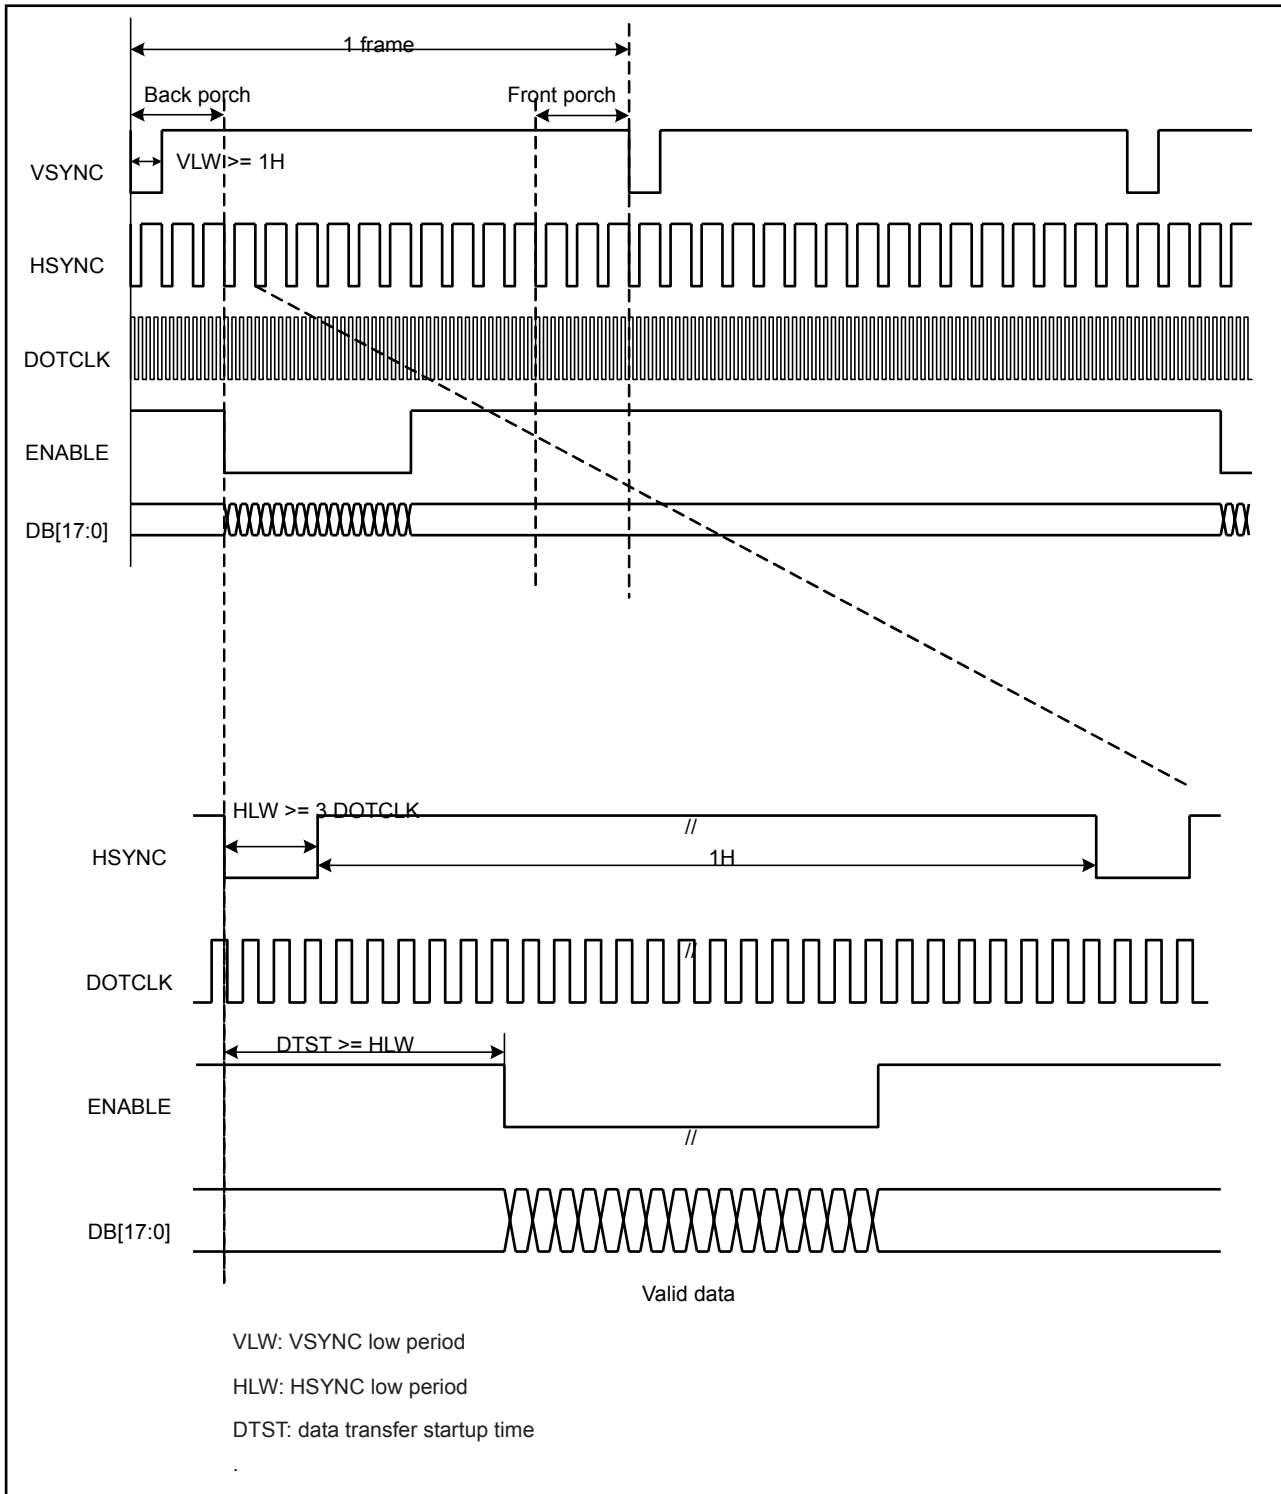 1 frame
Back porch
Front porch
VLW >= 1H
VSYNC
HSYNC
DOTCLK
ENABLE
DB[17:0]
HLW >= 3 DOTCLK
//
HSYNC
1H
//
DOTCLK
DTST >= HLW
ENABLE
//
DB[17:0]
Valid data
VLW: VSYNC low period
HLW: HSYNC low period
DTST: data transfer startup time
.